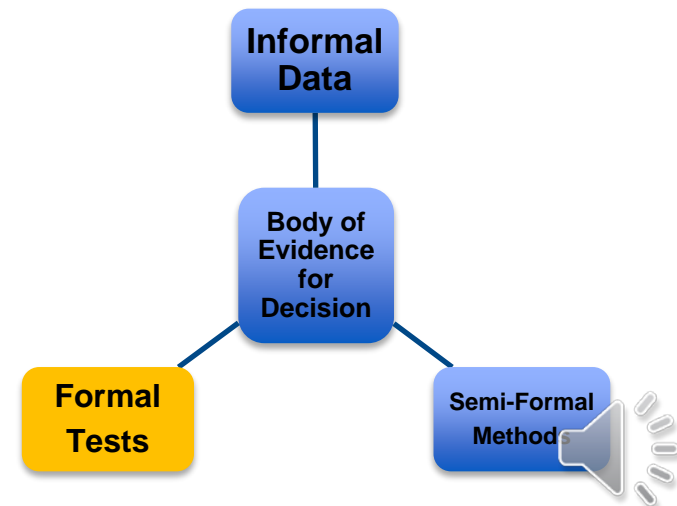 Informal
Data
Body of
Evidence
for
Decision
Formal
Tests
Semi-Formal
Methods